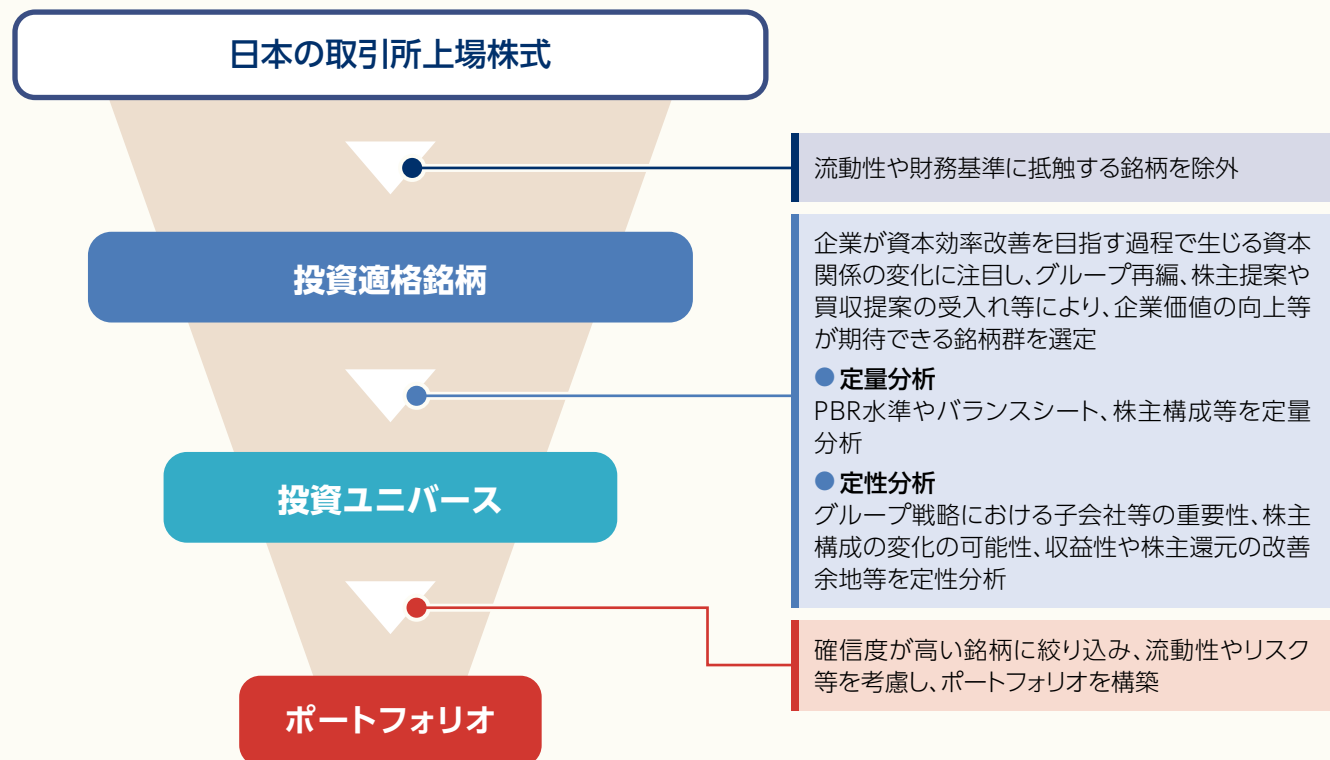 日本の取引所上場株式
流動性や財務基準に抵触する銘柄を除外
投資適格銘柄
企業が資本効率改善を目指す過程で生じる資本
関係の変化に注目し、グループ再編、株主提案や
買収提案の受入れ等により、企業価値の向上等
が期待できる銘柄群を選定
●定量分析
PBR水準やバランスシート、株主構成等を定量
分析
●定性分析
グループ戦略における子会社等の重要性、株主
構成の変化の可能性、収益性や株主還元の改善
余地等を定性分析
投資ユニバース
確信度が高い銘柄に絞り込み、流動性やリスク
等を考慮し、ポートフォリオを構築
ポートフォリオ